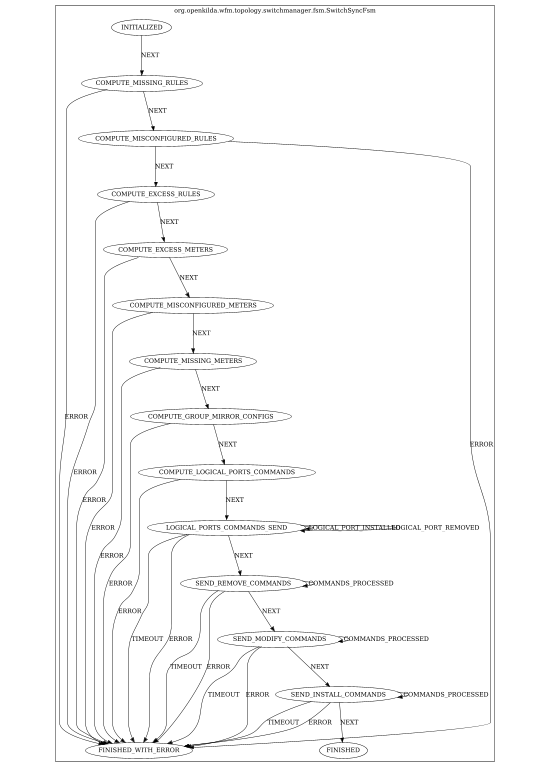 org.openkilda.wfm.topology.switchmanager.fsm.SwitchSyncFsm
INITIALIZED
NEXT
COMPUTE_MISSING_RULES
NEXT
COMPUTE_MISCONFIGURED_RULES
NEXT
COMPUTE_EXCESS_RULES
NEXT
COMPUTE_EXCESS_METERS
NEXT
COMPUTE_MISCONFIGURED_METERS
NEXT
COMPUTE_MISSING_METERS
NEXT
COMPUTE_GROUP_MIRROR_CONFIGS
ERROR
NEXT
ERROR
COMPUTE_LOGICAL_PORTS_COMMANDS
ERROR
ERROR
NEXT
LOGICAL_PORTS_COMMANDS_SEND
LOGICAL_PORT_INSTALLED
LOGICAL_PORT_REMOVED
ERROR
ERROR
NEXT
SEND_REMOVE_COMMANDS
COMMANDS_PROCESSED
ERROR
ERROR
NEXT
TIMEOUT
ERROR
SEND_MODIFY_COMMANDS
COMMANDS_PROCESSED
TIMEOUT
ERROR
NEXT
TIMEOUT
ERROR
SEND_INSTALL_COMMANDS
COMMANDS_PROCESSED
TIMEOUT
ERROR
NEXT
FINISHED_WITH_ERROR
FINISHED